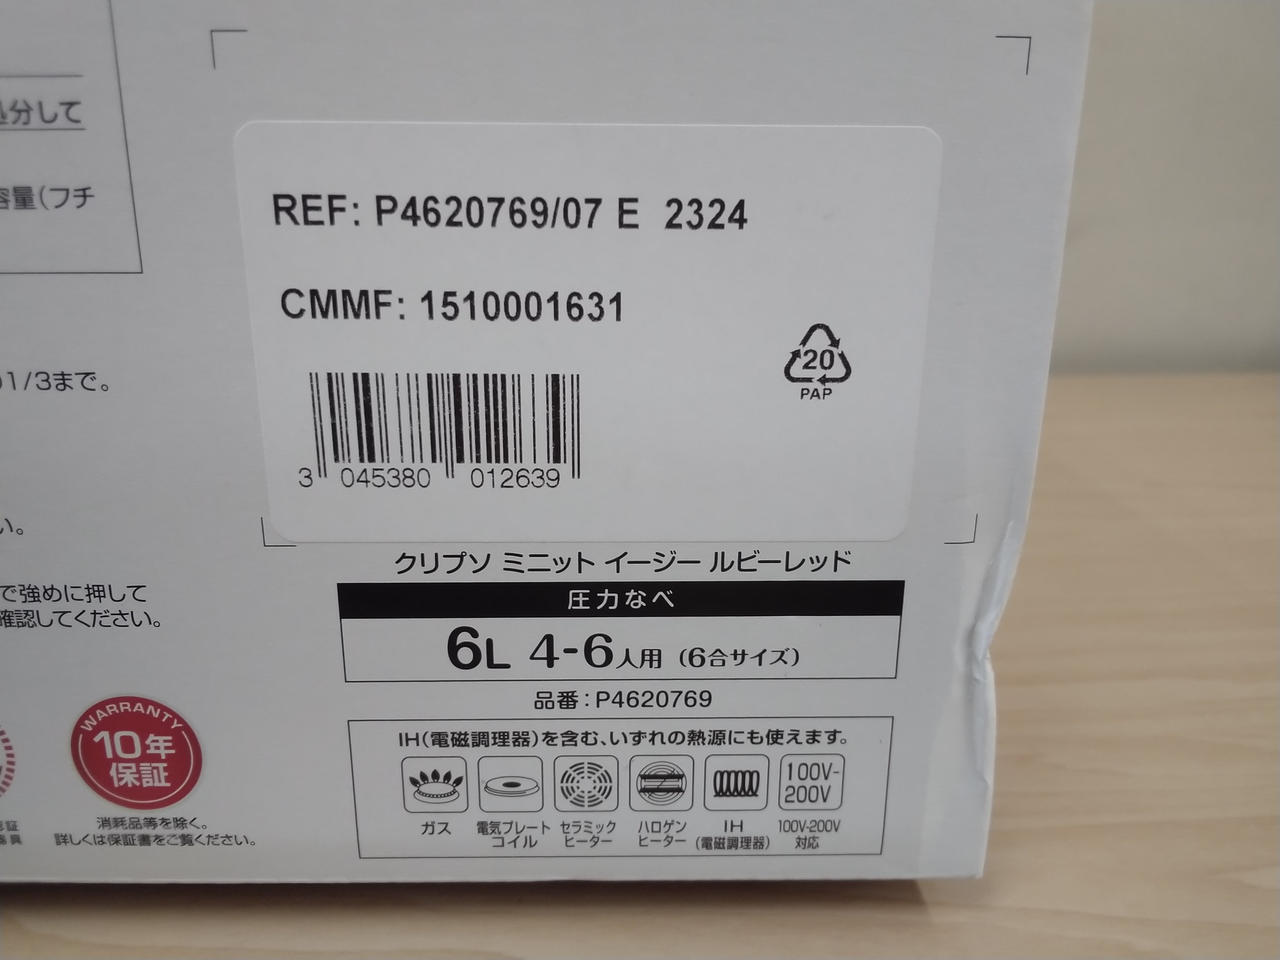 処分して
容量(フチ
1/3まで。
い。
で強めに押して
確認してください。
REF: P4620769/07 E 2324
CMMF: 1510001631
20
PAP
3 045380 012639
クリプソ ミニット イージー ルビーレッド
圧力なべ
6L 4-6人用 (6合サイズ)
品番:P4620769
IH(電磁調理器)を含む、いずれの熱源にも使えます。
ガス
電気プレート
コイル
セラミック
ヒーター
ハロゲン
ヒーター
IH
(電磁調理器)
100V-
200V
100V-200V
対応
WARRANTY
10年
保証
消耗品等を除く。
詳しくは保証書をご覧ください。